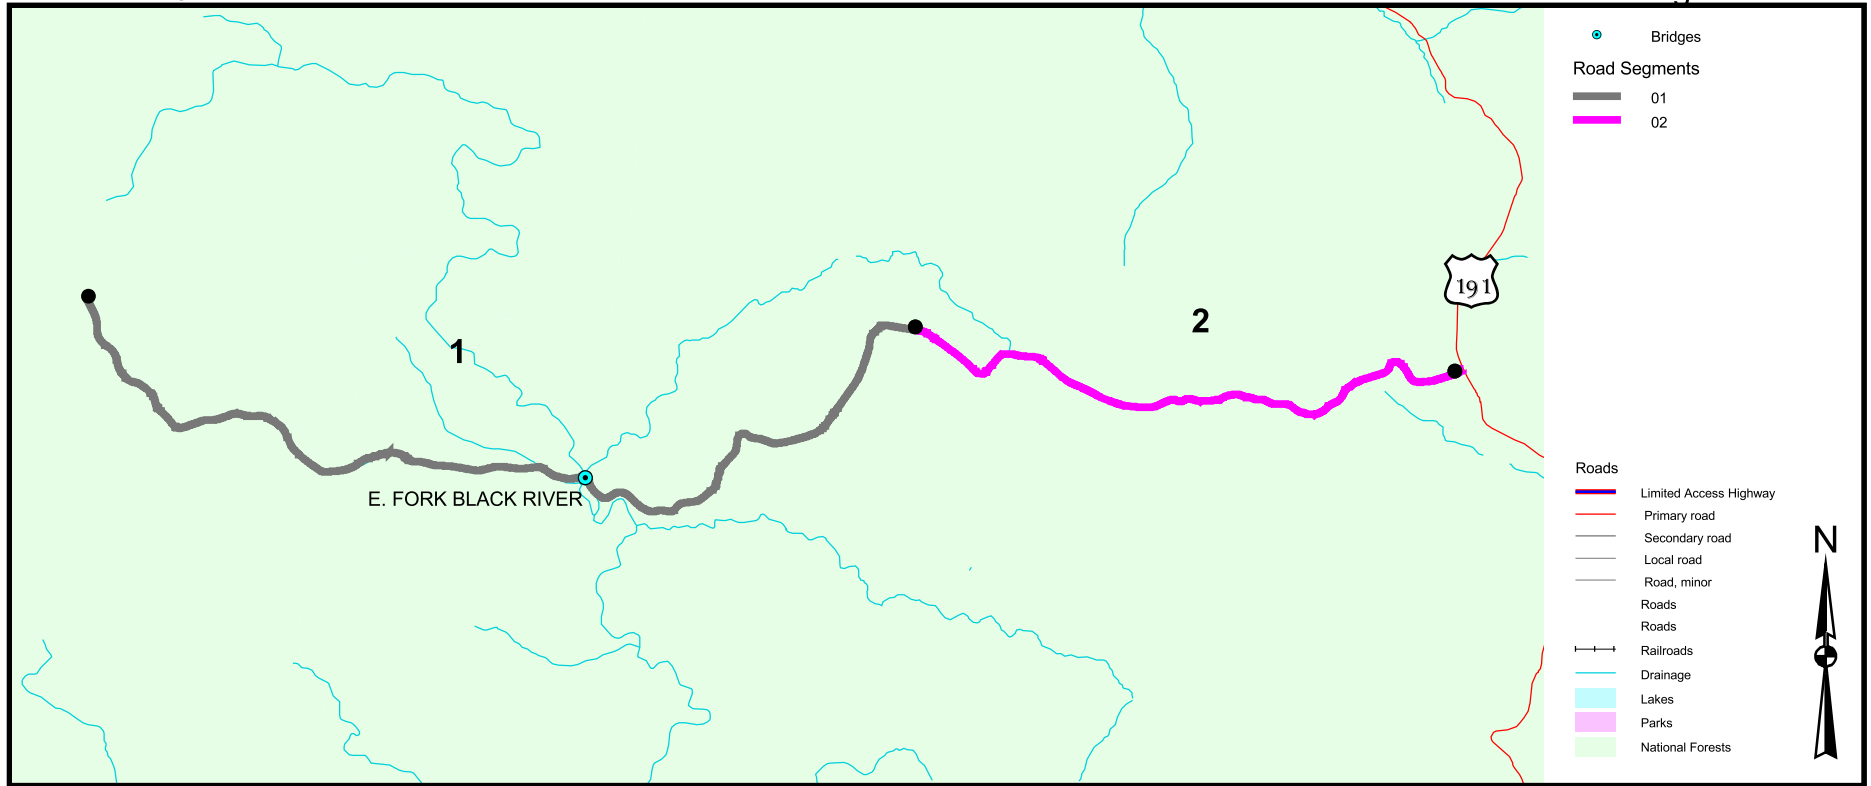 Bridges
Road Segments
01
02
191
2
1
E. FORK BLACK RIVER
Roads
Limited Access Highway
Primary road
Secondary road
Local road
Road, minor
Roads
Roads
Railroads
Drainage
Lakes
Parks
National Forests
N